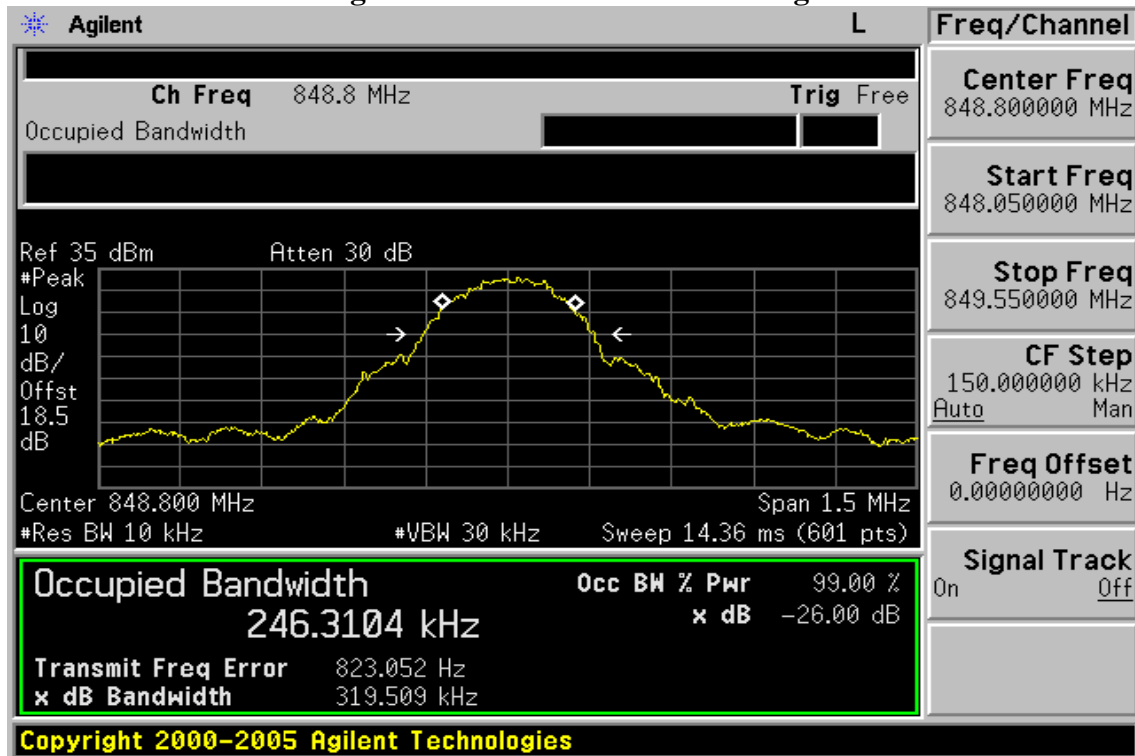 Agilent L Freq/Channel
Ch Freq 848.8 MHz Trig Free
Occupied Bandwidth
Center Freq
848.800000 MHz
Start Freq
848.050000 MHz
Stop Freq
849.550000 MHz
CF Step
150.000000 kHz
Auto Man
Freq Offset
0.00000000 Hz
Signal Track
On Off
Ref 35 dBm Atten 30 dB
#Peak
Log
10
dB/
Offst
18.5
dB
Center 848.800 MHz Span 1.5 MHz
#Res BW 10 kHz #VBW 30 kHz Sweep 14.36 ms (601 pts)
Occupied Bandwidth Occ BW % Pwr 99.00 %
246.3104 kHz x dB -26.00 dB
Transmit Freq Error 823.052 Hz
x dB Bandwidth 319.509 kHz
Copyright 2000-2005 Agilent Technologies